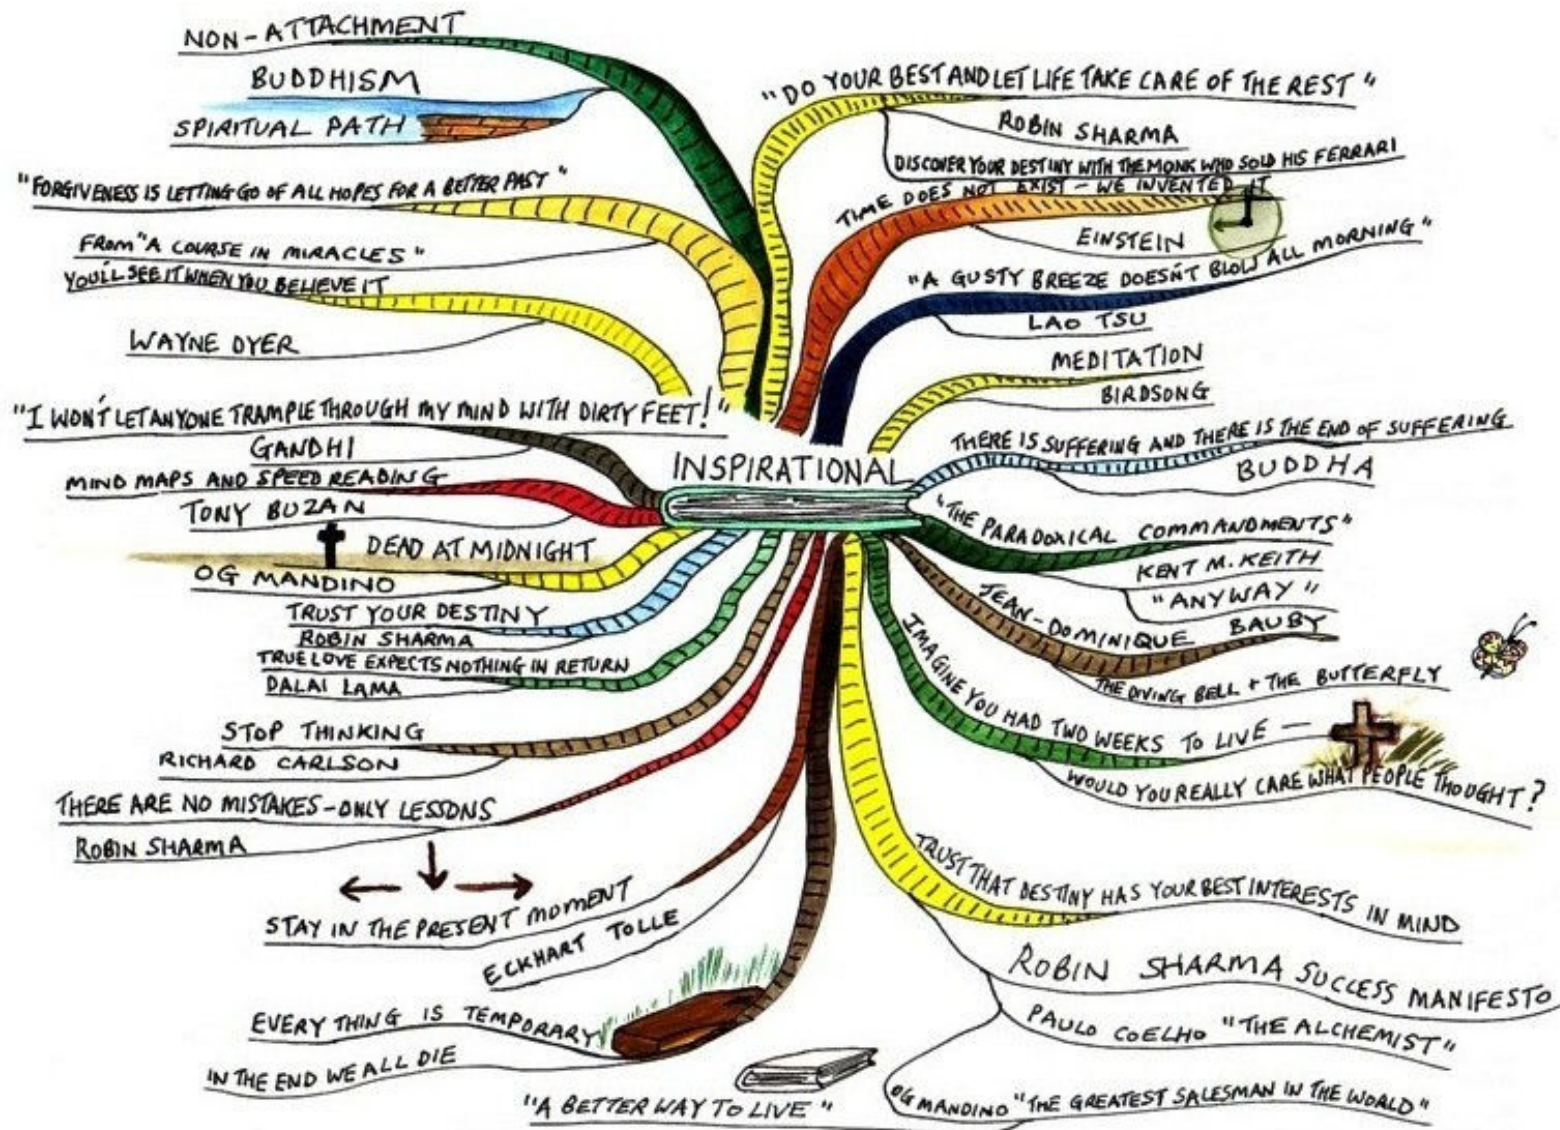 INSPIRATIONAL
"DO YOUR BEST AND LET LIFE TAKE CARE OF THE REST"
ROBIN SHARMA
DISCOVER YOUR DESTINY WITH THE MONK WHO SOLD HIS FERRARI
TIME DOES NOT EXIST - WE INVENTED IT
EINSTEIN
"A GUSTY BREEZE DOESN'T BLOW ALL MORNING"
LAO TSU
MEDITATION
BIRDSONG
THERE IS SUFFERING AND THERE IS THE END OF SUFFERING
BUDDHA
"THE PARADOXICAL COMMANDMENTS"
KENT M. KEITH
"ANYWAY"
JEAN-DOMINIQUE BAUBY
THE DIVING BELL + THE BUTTERFLY
IMAGINE YOU HAD TWO WEEKS TO LIVE —
WOULD YOU REALLY CARE WHAT PEOPLE THOUGHT?
TRUST THAT DESTINY HAS YOUR BEST INTERESTS IN MIND
ROBIN SHARMA SUCCESS MANIFESTO
PAULO COELHO "THE ALCHEMIST"
OG MANDINO "THE GREATEST SALESMAN IN THE WORLD"
"A BETTER WAY TO LIVE"
EVERY THING IS TEMPORARY
IN THE END WE ALL DIE
STAY IN THE PRESENT MOMENT
ECKHART TOLLE
THERE ARE NO MISTAKES - ONLY LESSONS
ROBIN SHARMA
STOP THINKING
RICHARD CARLSON
TRUE LOVE EXPECTS NOTHING IN RETURN
DALAI LAMA
TRUST YOUR DESTINY
ROBIN SHARMA
DEAD AT MIDNIGHT
OG MANDINO
MIND MAPS AND SPEED READING
TONY BUZAN
"I WON'T LET ANYONE TRAMPLE THROUGH MY MIND WITH DIRTY FEET!"
GANDHI
YOU'LL SEE IT WHEN YOU BELIEVE IT
WAYNE DYER
"FORGIVENESS IS LETTING GO OF ALL HOPES FOR A BETTER PAST"
FROM "A COURSE IN MIRACLES"
NON-ATTACHMENT
BUDDHISM
SPIRITUAL PATH